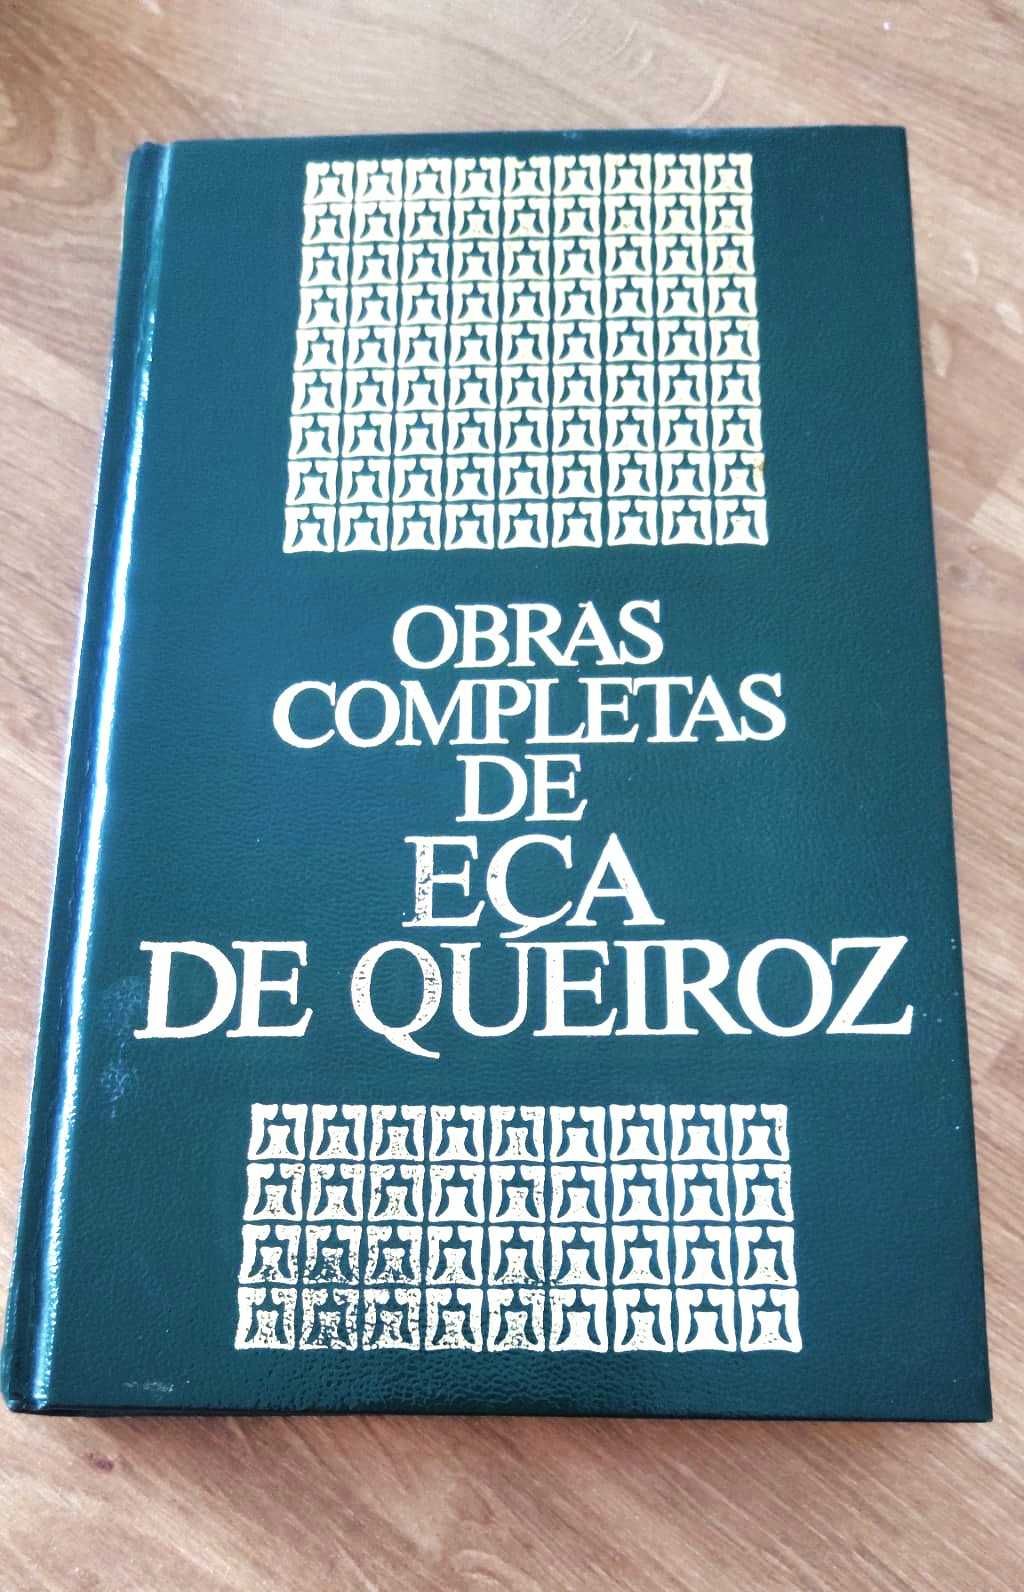 OBRAS
COMPLETAS
DE
EÇA
DE QUEIROZ